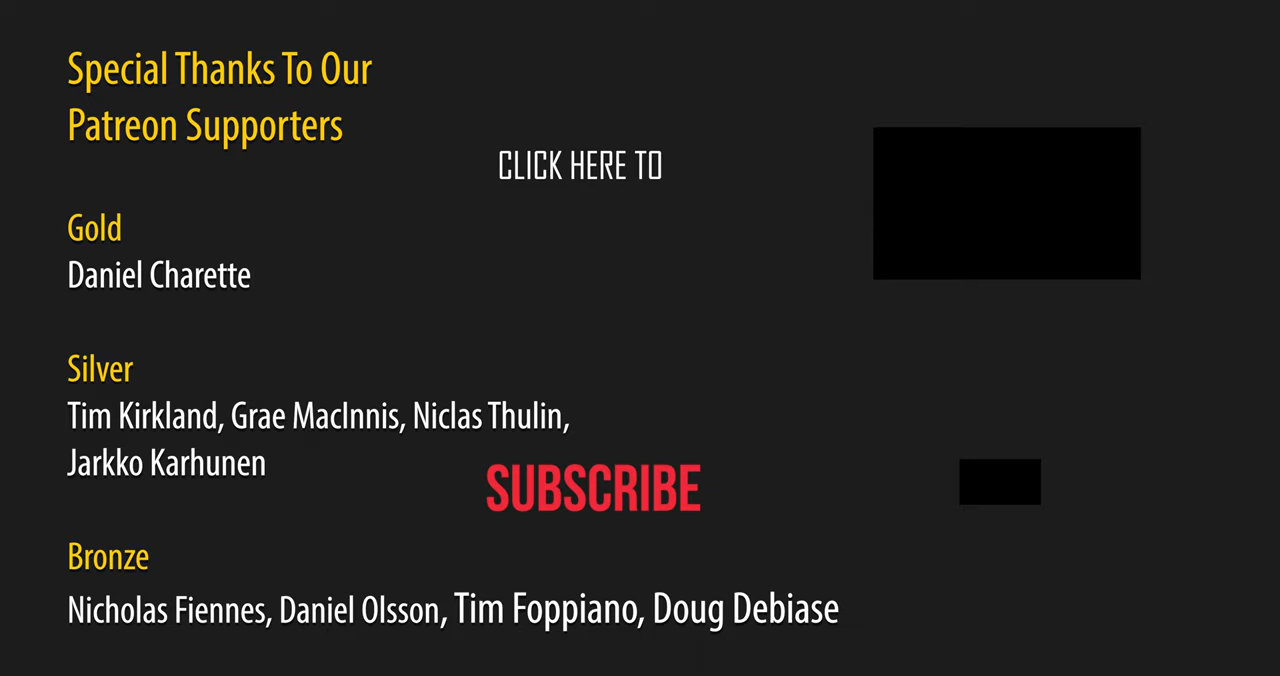 Special Thanks To Our
Patreon Supporters
CLICK HERE TO
Gold
Daniel Charette
Silver
Tim Kirkland, Grae MacInnis, Niclas Thulin,
Jarkko Karhunen
SUBSCRIBE
Bronze
Nicholas Fiennes, Daniel Olsson, Tim Foppiano, Doug Debiase